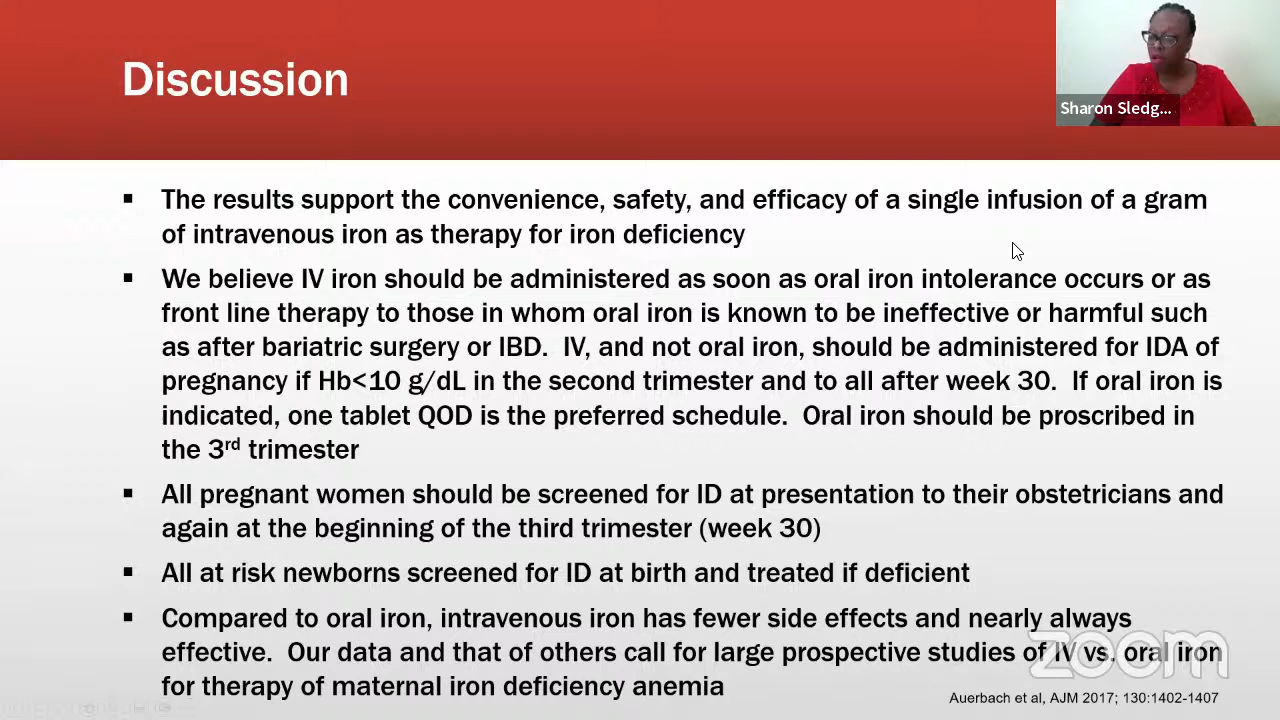 Discussion
Sharon Sledg...
▪ The results support the convenience, safety, and efficacy of a single infusion of a gram
of intravenous iron as therapy for iron deficiency
▪ We believe IV iron should be administered as soon as oral iron intolerance occurs or as
front line therapy to those in whom oral iron is known to be ineffective or harmful such
as after bariatric surgery or IBD.  IV, and not oral iron, should be administered for IDA of
pregnancy if Hb<10 g/dL in the second trimester and to all after week 30.  If oral iron is
indicated, one tablet QOD is the preferred schedule.  Oral iron should be proscribed in
the 3rd trimester
▪ All pregnant women should be screened for ID at presentation to their obstetricians and
again at the beginning of the third trimester (week 30)
▪ All at risk newborns screened for ID at birth and treated if deficient
▪ Compared to oral iron, intravenous iron has fewer side effects and nearly always
effective.  Our data and that of others call for large prospective studies of IV vs. oral iron
for therapy of maternal iron deficiency anemia
zoom
Auerbach et al, AJM 2017; 130:1402-1407